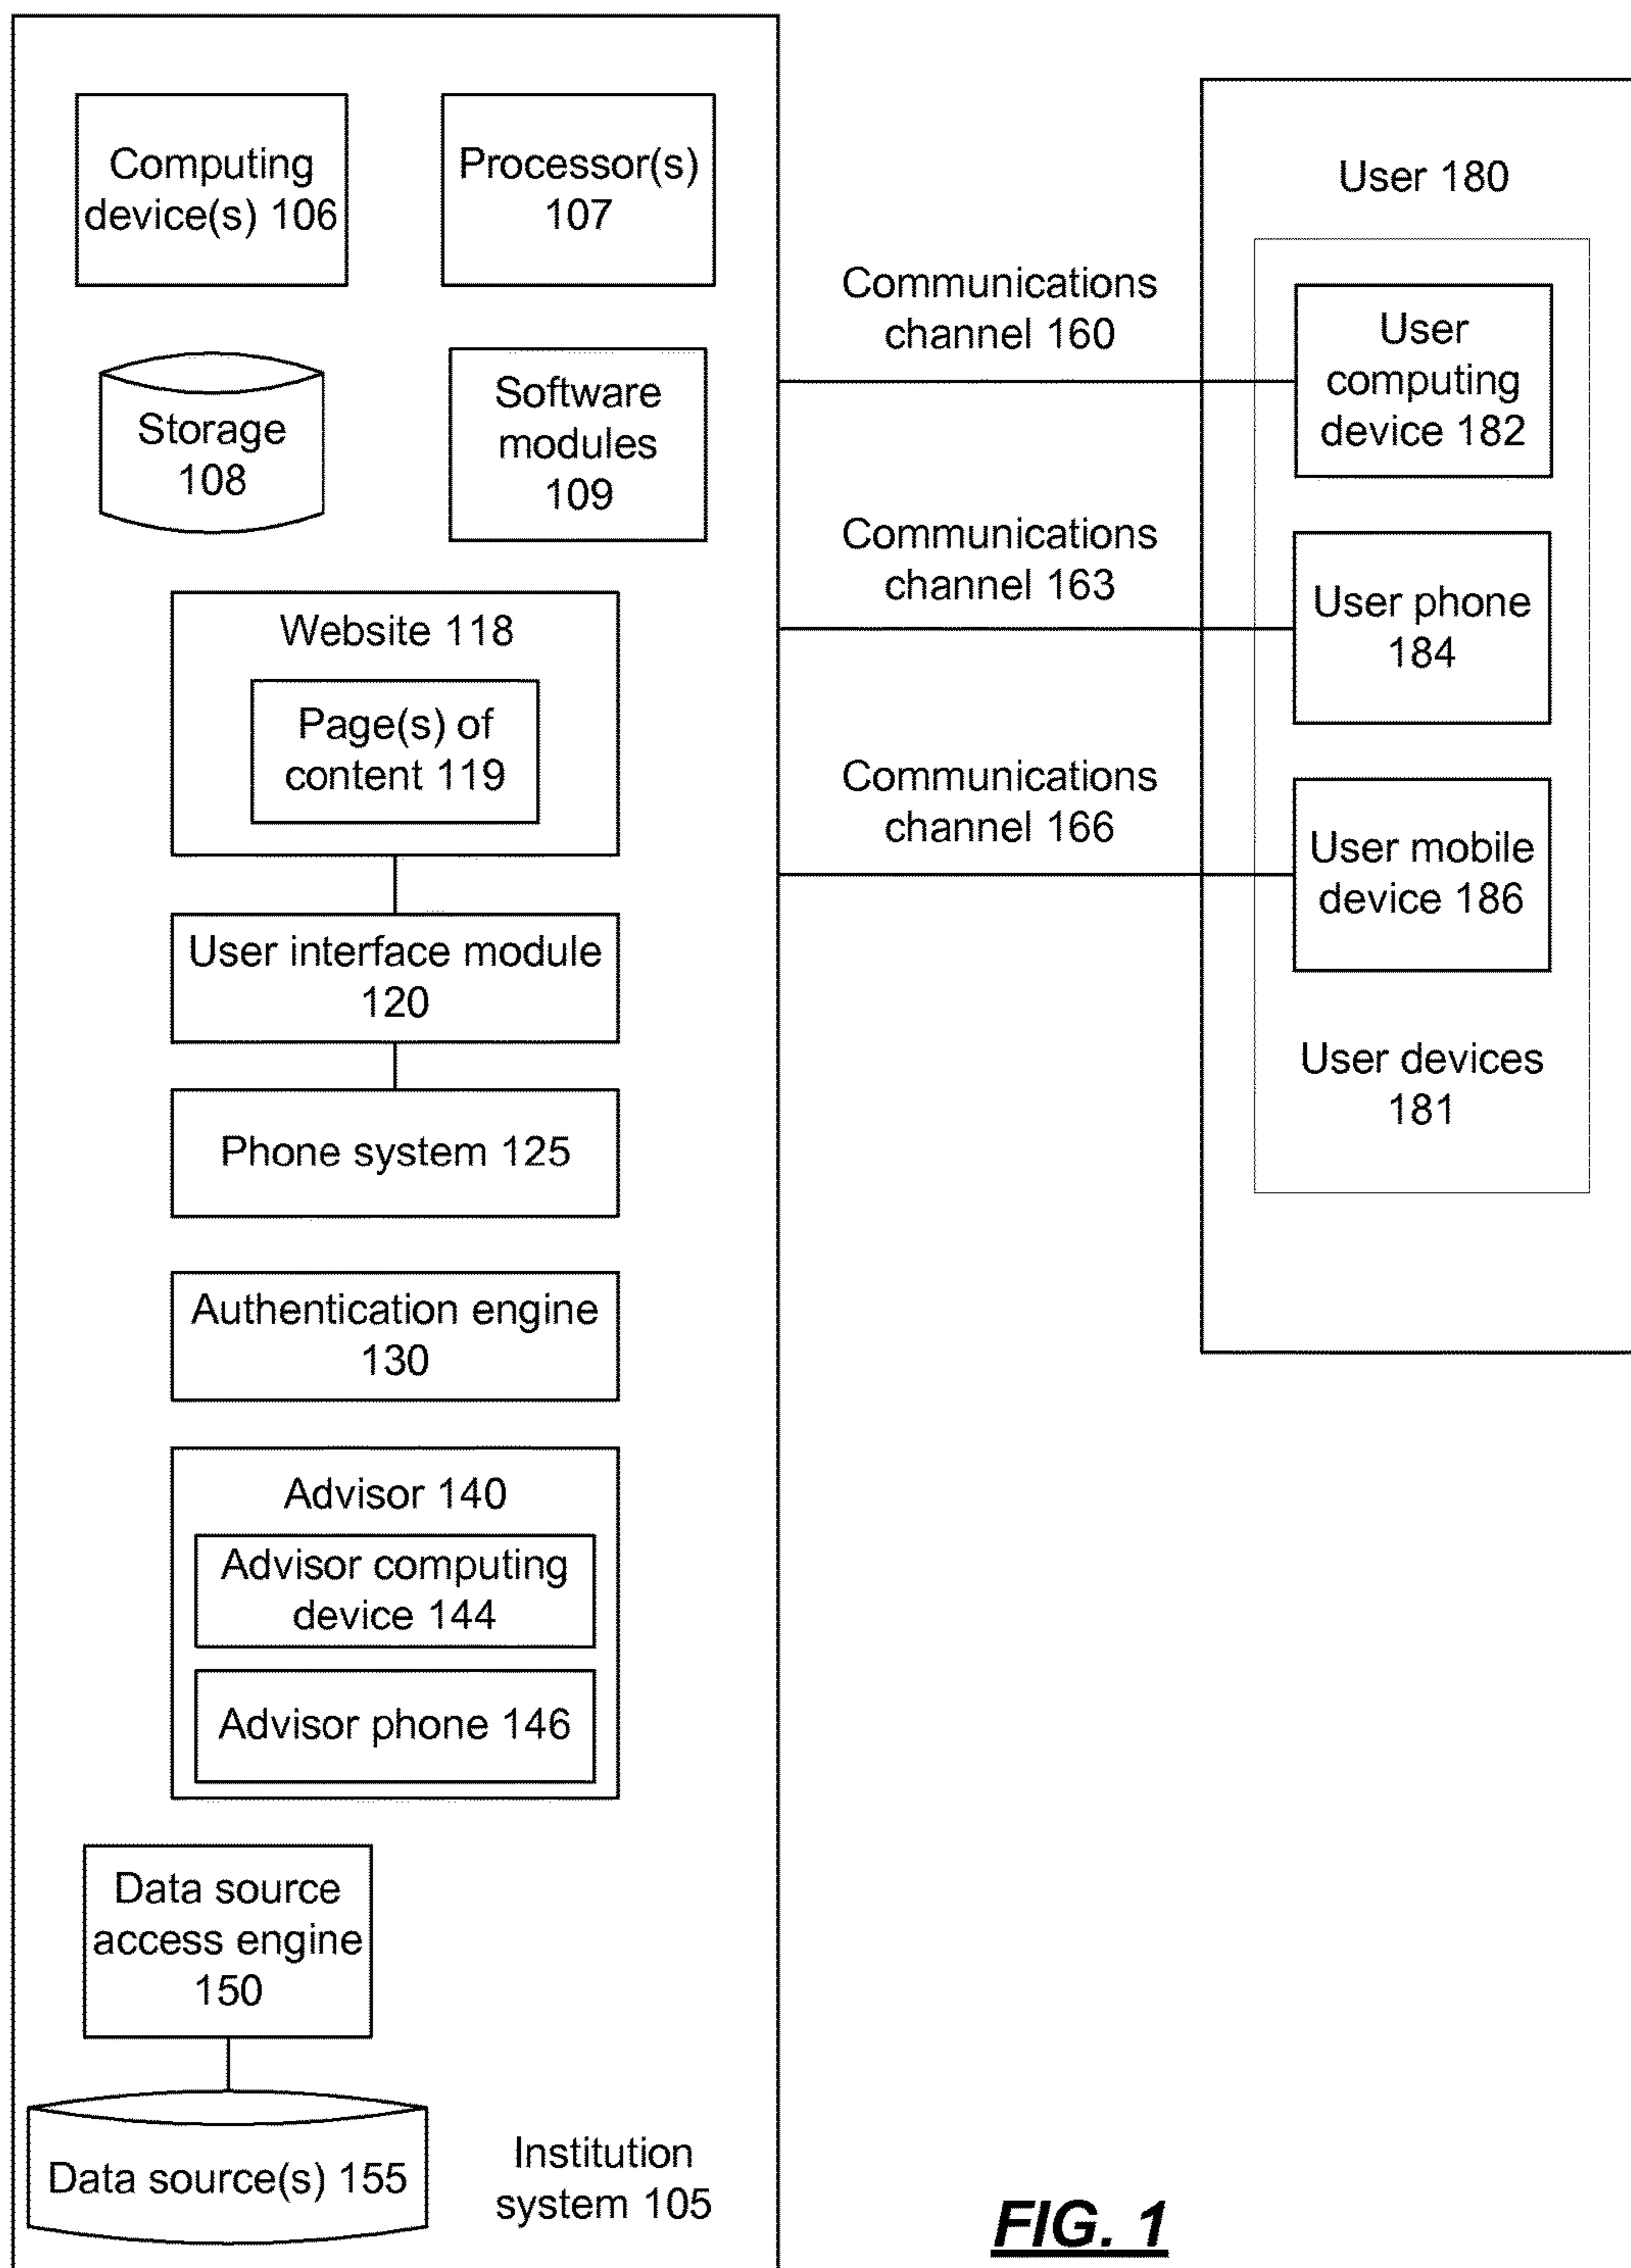 Computing
device(s) 106
Processor(s)
107
Storage
108
Software
modules
109
Website 118
Page(s) of
content 119
User interface module
120
Phone system 125
Authentication engine
130
Advisor 140
Advisor computing
device 144
Advisor phone 146
Data source
access engine
150
Data source(s) 155
Institution
system 105
Communications
channel 160
Communications
channel 163
Communications
channel 166
User 180
User
computing
device 182
User phone
184
User mobile
device 186
User devices
181
FIG. 1